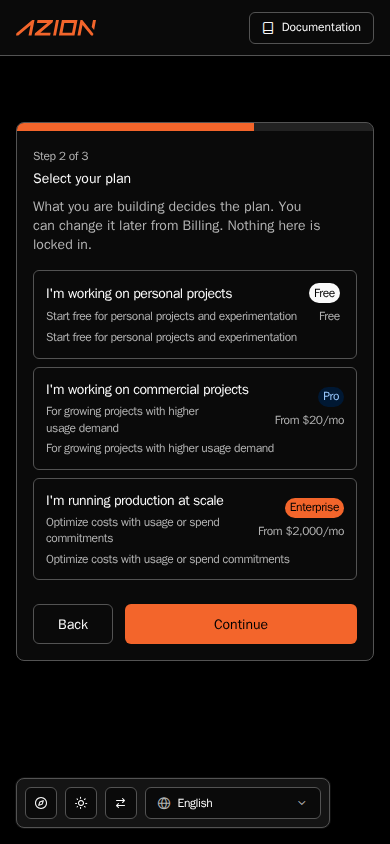 AZION
Documentation
Step 2 of 3
Select your plan
What you are building decides the plan. You
can change it later from Billing. Nothing here is
locked in.
I'm working on personal projects
Free
Start free for personal projects and experimentation
Free
Start free for personal projects and experimentation
I'm working on commercial projects
Pro
For growing projects with higher
usage demand
From $20/mo
For growing projects with higher usage demand
I'm running production at scale
Enterprise
Optimize costs with usage or spend
commitments
From $2,000/mo
Optimize costs with usage or spend commitments
Back
Continue
English